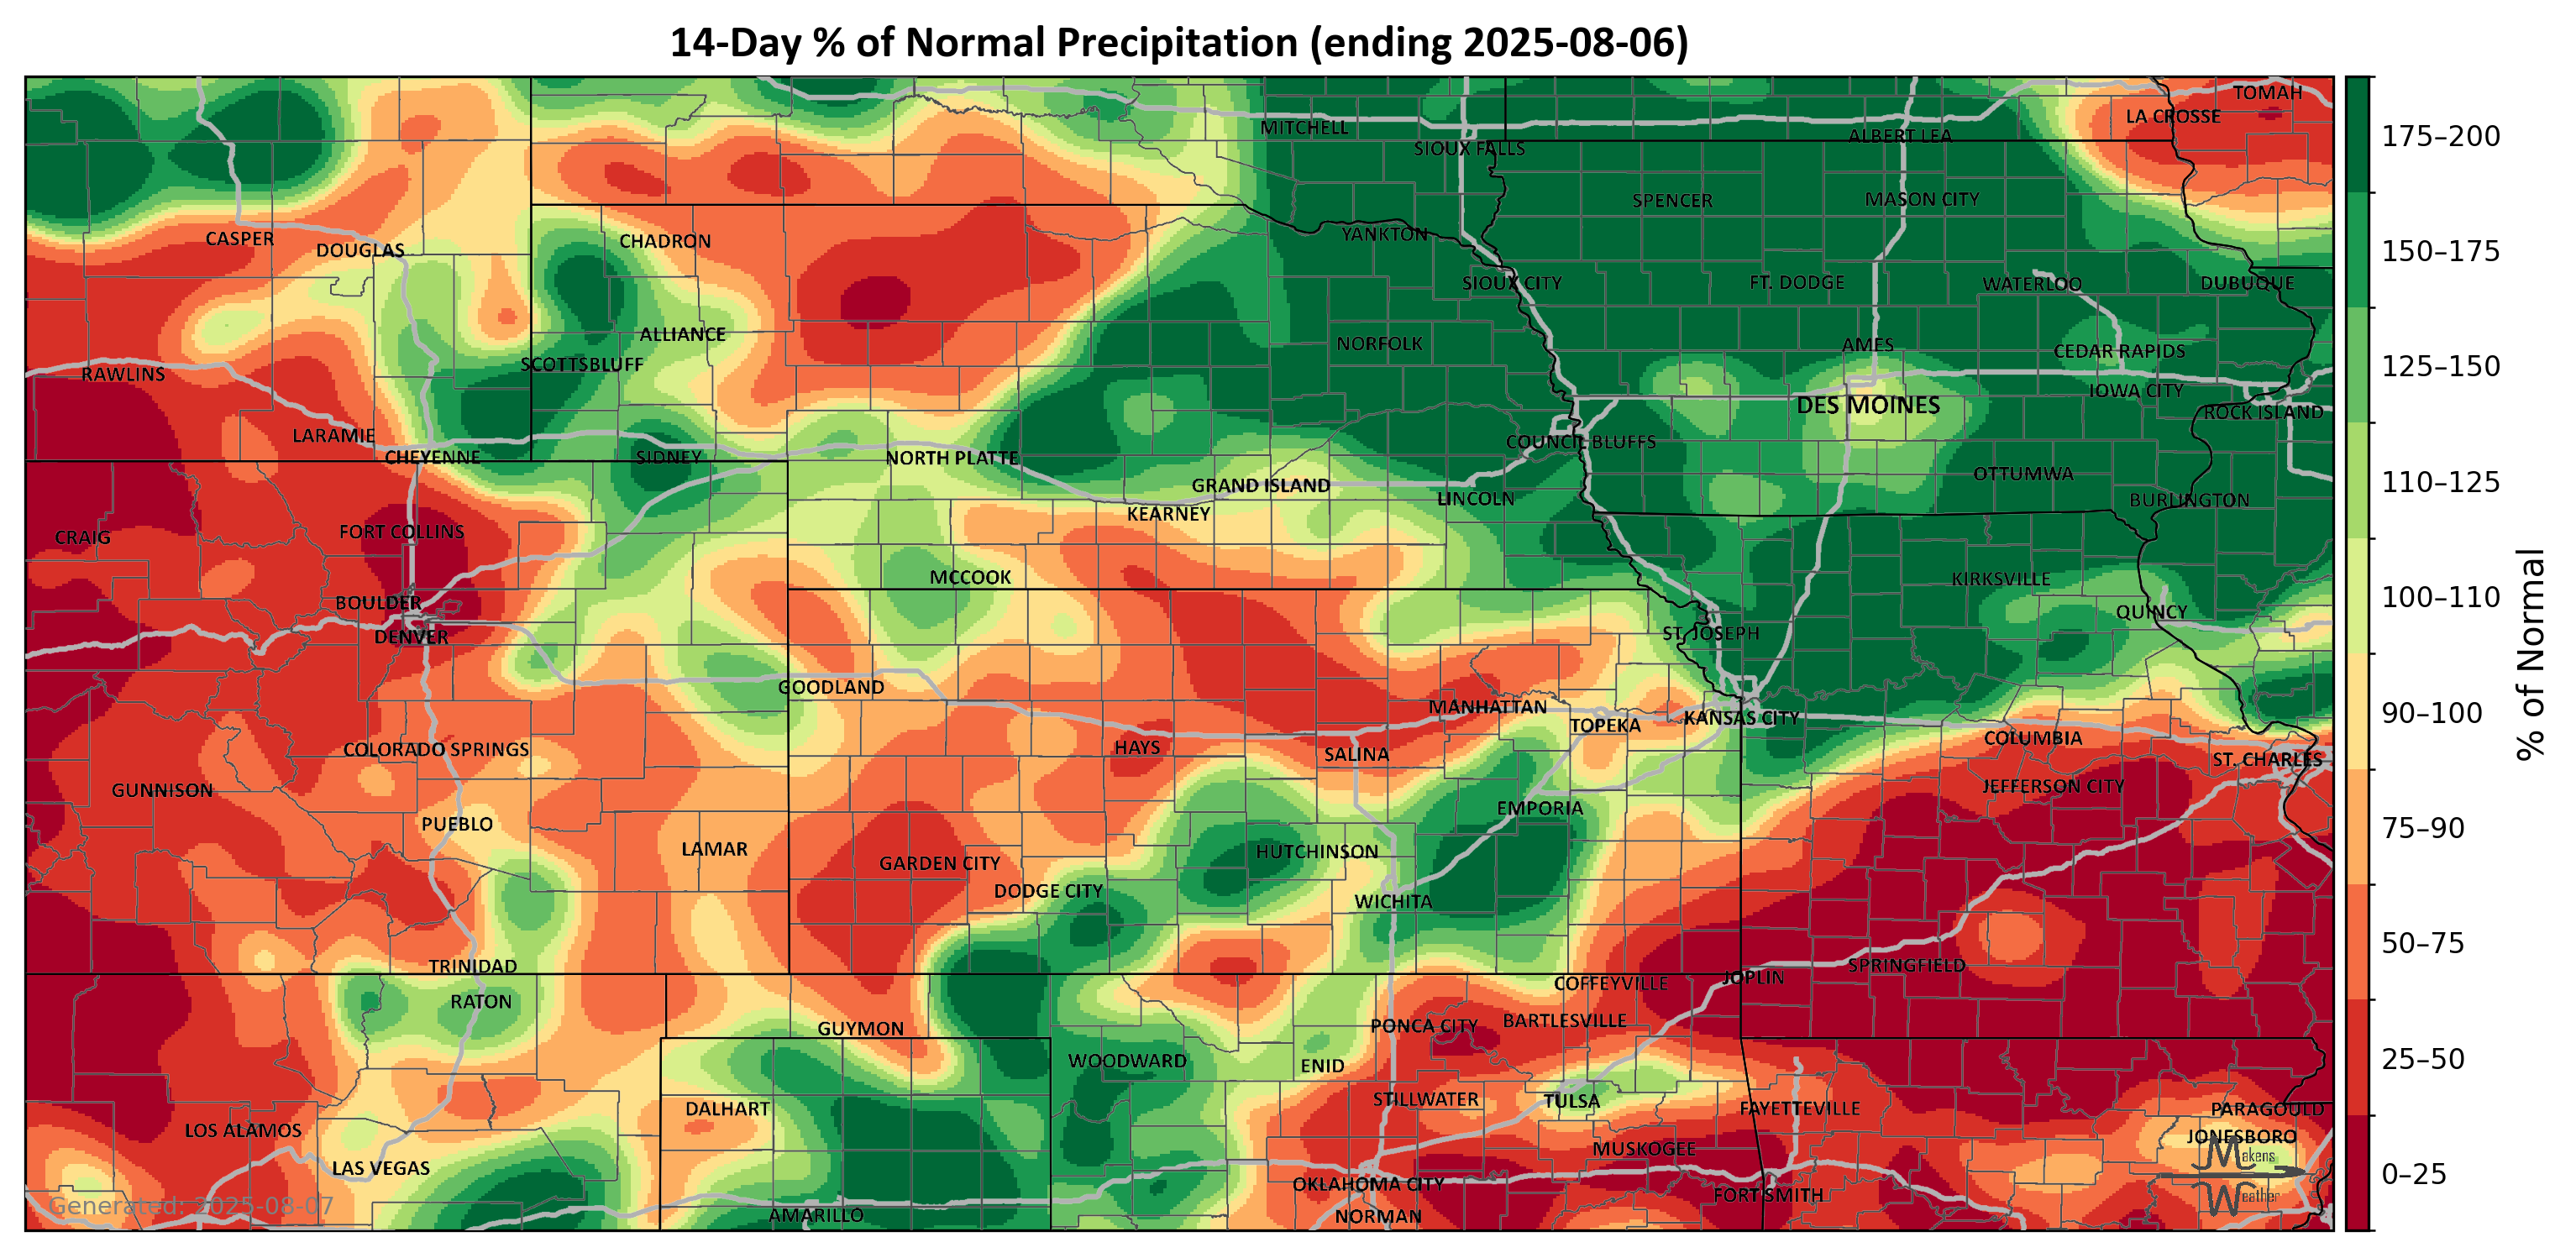 14-Day % of Normal Precipitation (ending 2025-08-06)
TOMAH
LA CROSSE
MITCHELL
ALBERT LEA
SIOUX FALLS
SPENCER
MASON CITY
YANKTON
CASPER
CHADRON
DOUGLAS
SIOUX CITY
FT. DODGE
WATERLOO
DUBUQUE
ALLIANCE
NORFOLK
AMES
CEDAR RAPIDS
SCOTTSBLUFF
RAWLINS
IOWA CITY
DES MOINES
ROCK ISLAND
LARAMIE
COUNCIL BLUFFS
CHEYENNE
SIDNEY
NORTH PLATTE
OTTUMWA
GRAND ISLAND
LINCOLN
BURLINGTON
KEARNEY
FORT COLLINS
CRAIG
MCCOOK
KIRKSVILLE
BOULDER
QUINCY
DENVER
ST. JOSEPH
GOODLAND
MANHATTAN
KANSAS CITY
TOPEKA
COLUMBIA
COLORADO SPRINGS
HAYS
SALINA
ST. CHARLES
GUNNISON
JEFFERSON CITY
EMPORIA
PUEBLO
LAMAR
HUTCHINSON
GARDEN CITY
DODGE CITY
WICHITA
TRINIDAD
SPRINGFIELD
JOPLIN
COFFEYVILLE
RATON
BARTLESVILLE
PONCA CITY
GUYMON
WOODWARD
ENID
STILLWATER
TULSA
DALHART
FAYETTEVILLE
PARAGOULD
LOS ALAMOS
JONESBORO
MUSKOGEE
Makens
LAS VEGAS
OKLAHOMA CITY
FORT SMITH
Weather
Generated: 2025-08-07
AMARILLO
NORMAN
175–200
150–175
125–150
110–125
100–110
90–100
75–90
50–75
25–50
0–25
% of Normal